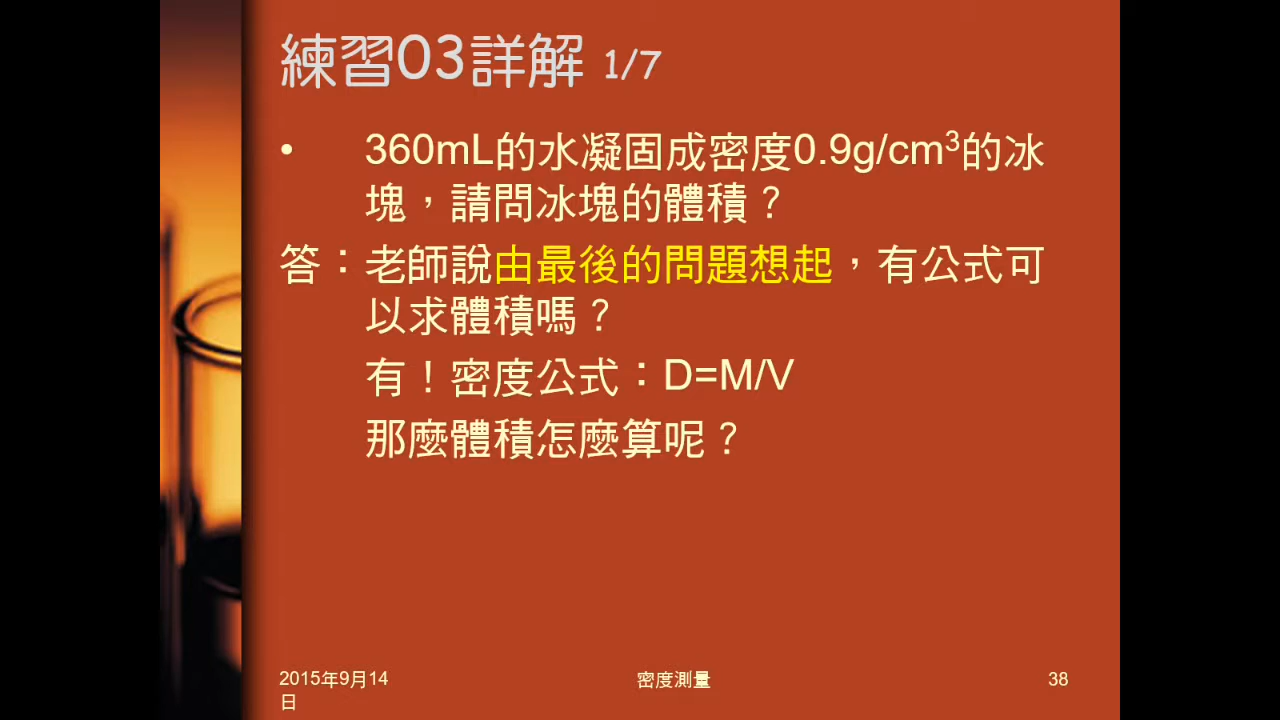 練習03詳解 1/7
• 360mL的水凝固成密度0.9g/cm³的冰
塊，請問冰塊的體積？
答：老師說由最後的問題想起，有公式可
以求體積嗎？
有！密度公式：D=M/V
那麼體積怎麼算呢？
2015年9月14
日
密度測量
38